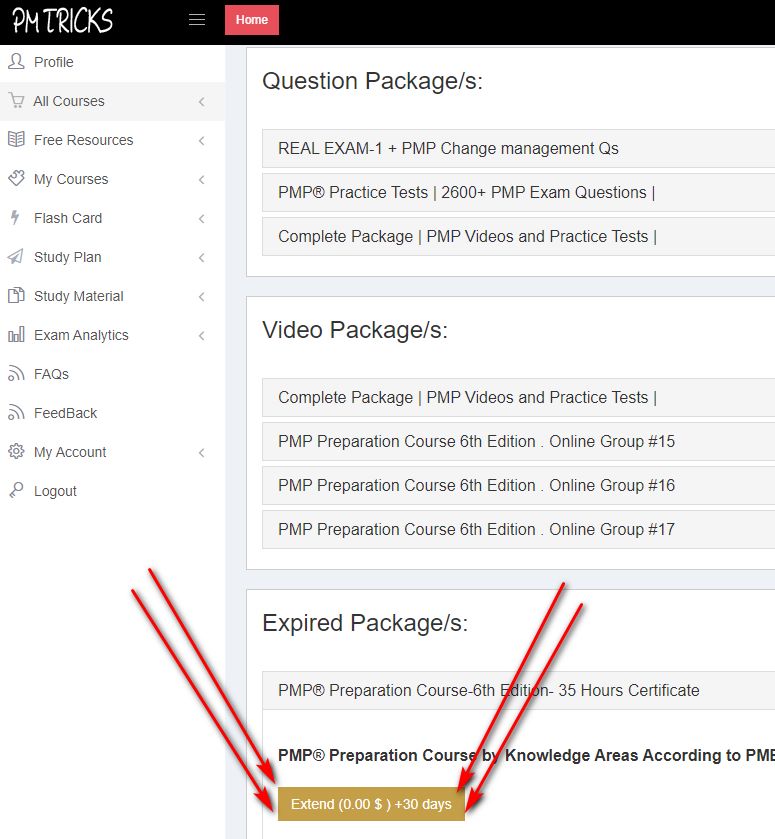 PM TRICKS
Home
Profile
All Courses
Free Resources
My Courses
Flash Card
Study Plan
Study Material
Exam Analytics
FAQs
FeedBack
My Account
Logout
Question Package/s:
REAL EXAM-1 + PMP Change management Qs
PMP® Practice Tests | 2600+ PMP Exam Questions |
Complete Package | PMP Videos and Practice Tests |
Video Package/s:
Complete Package | PMP Videos and Practice Tests |
PMP Preparation Course 6th Edition . Online Group #15
PMP Preparation Course 6th Edition . Online Group #16
PMP Preparation Course 6th Edition . Online Group #17
Expired Package/s:
PMP® Preparation Course-6th Edition- 35 Hours Certificate
PMP® Preparation Course by Knowledge Areas According to
Extend (0.00 $ ) +30 days